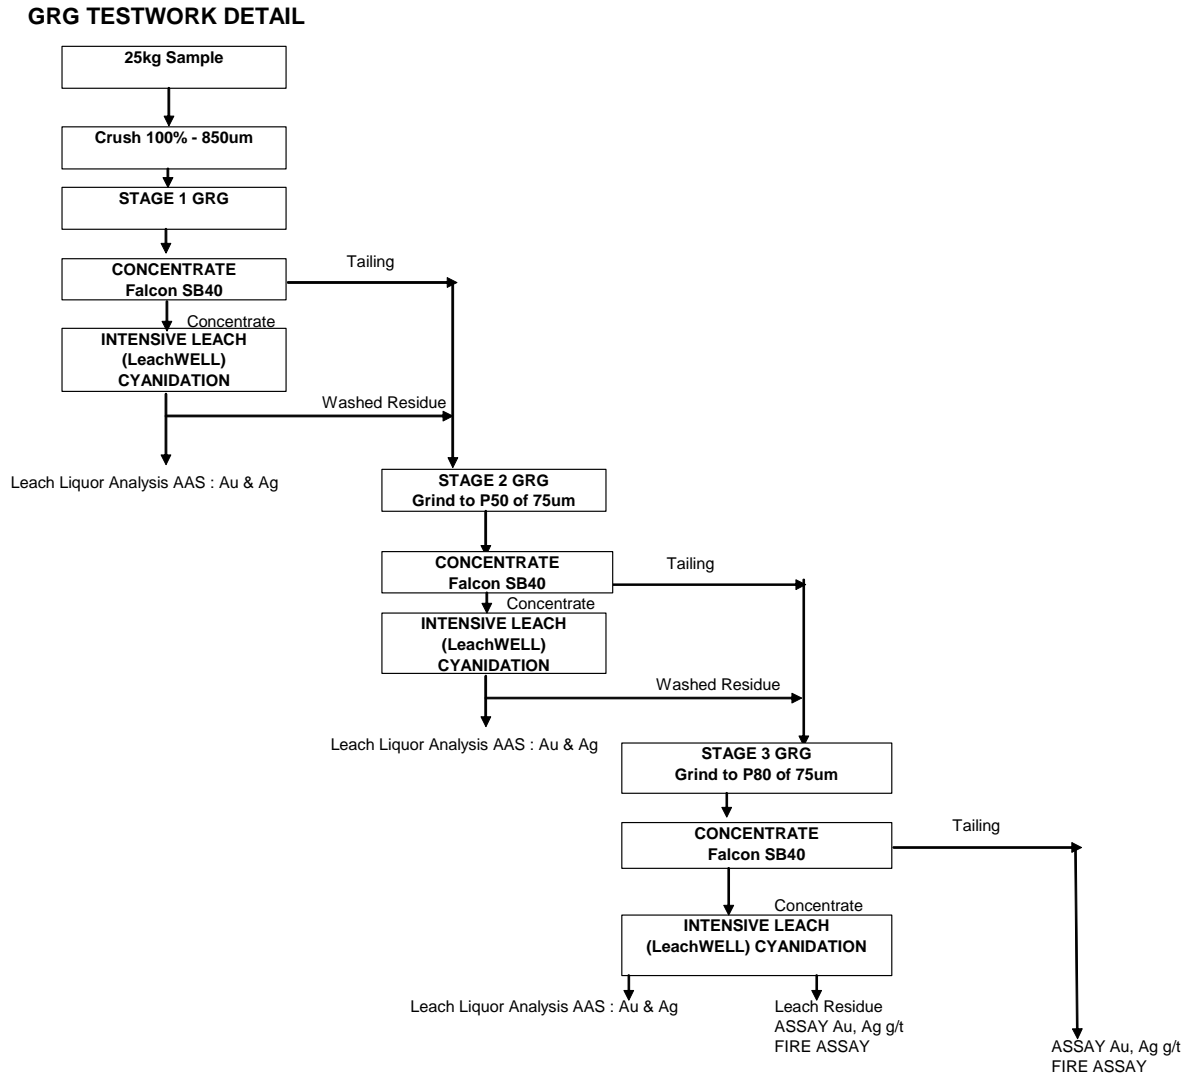 GRG TESTWORK DETAIL
25kg Sample
Crush 100% - 850um
STAGE 1 GRG
CONCENTRATE
Falcon SB40
Tailing
Concentrate
INTENSIVE LEACH
(LeachWELL)
CYANIDATION
Washed Residue
Leach Liquor Analysis AAS : Au & Ag
STAGE 2 GRG
Grind to P50 of 75um
CONCENTRATE
Falcon SB40
Tailing
Concentrate
INTENSIVE LEACH
(LeachWELL)
CYANIDATION
Washed Residue
Leach Liquor Analysis AAS : Au & Ag
STAGE 3 GRG
Grind to P80 of 75um
CONCENTRATE
Falcon SB40
Tailing
Concentrate
INTENSIVE LEACH
(LeachWELL) CYANIDATION
Leach Liquor Analysis AAS : Au & Ag
Leach Residue
ASSAY Au, Ag g/t
FIRE ASSAY
ASSAY Au, Ag g/t
FIRE ASSAY